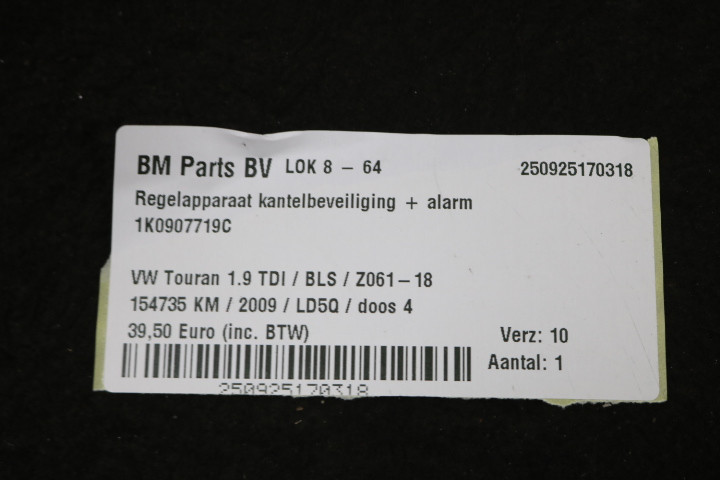 BM Parts BV LOK 8 - 64 250925170318
Regelapparaat kantelbeveiliging + alarm
1K0907719C
VW Touran 1.9 TDI / BLS / Z061-18
154735 KM / 2009 / LD5Q / doos 4
39,50 Euro (inc. BTW) Verz: 10
Aantal: 1
250925170318